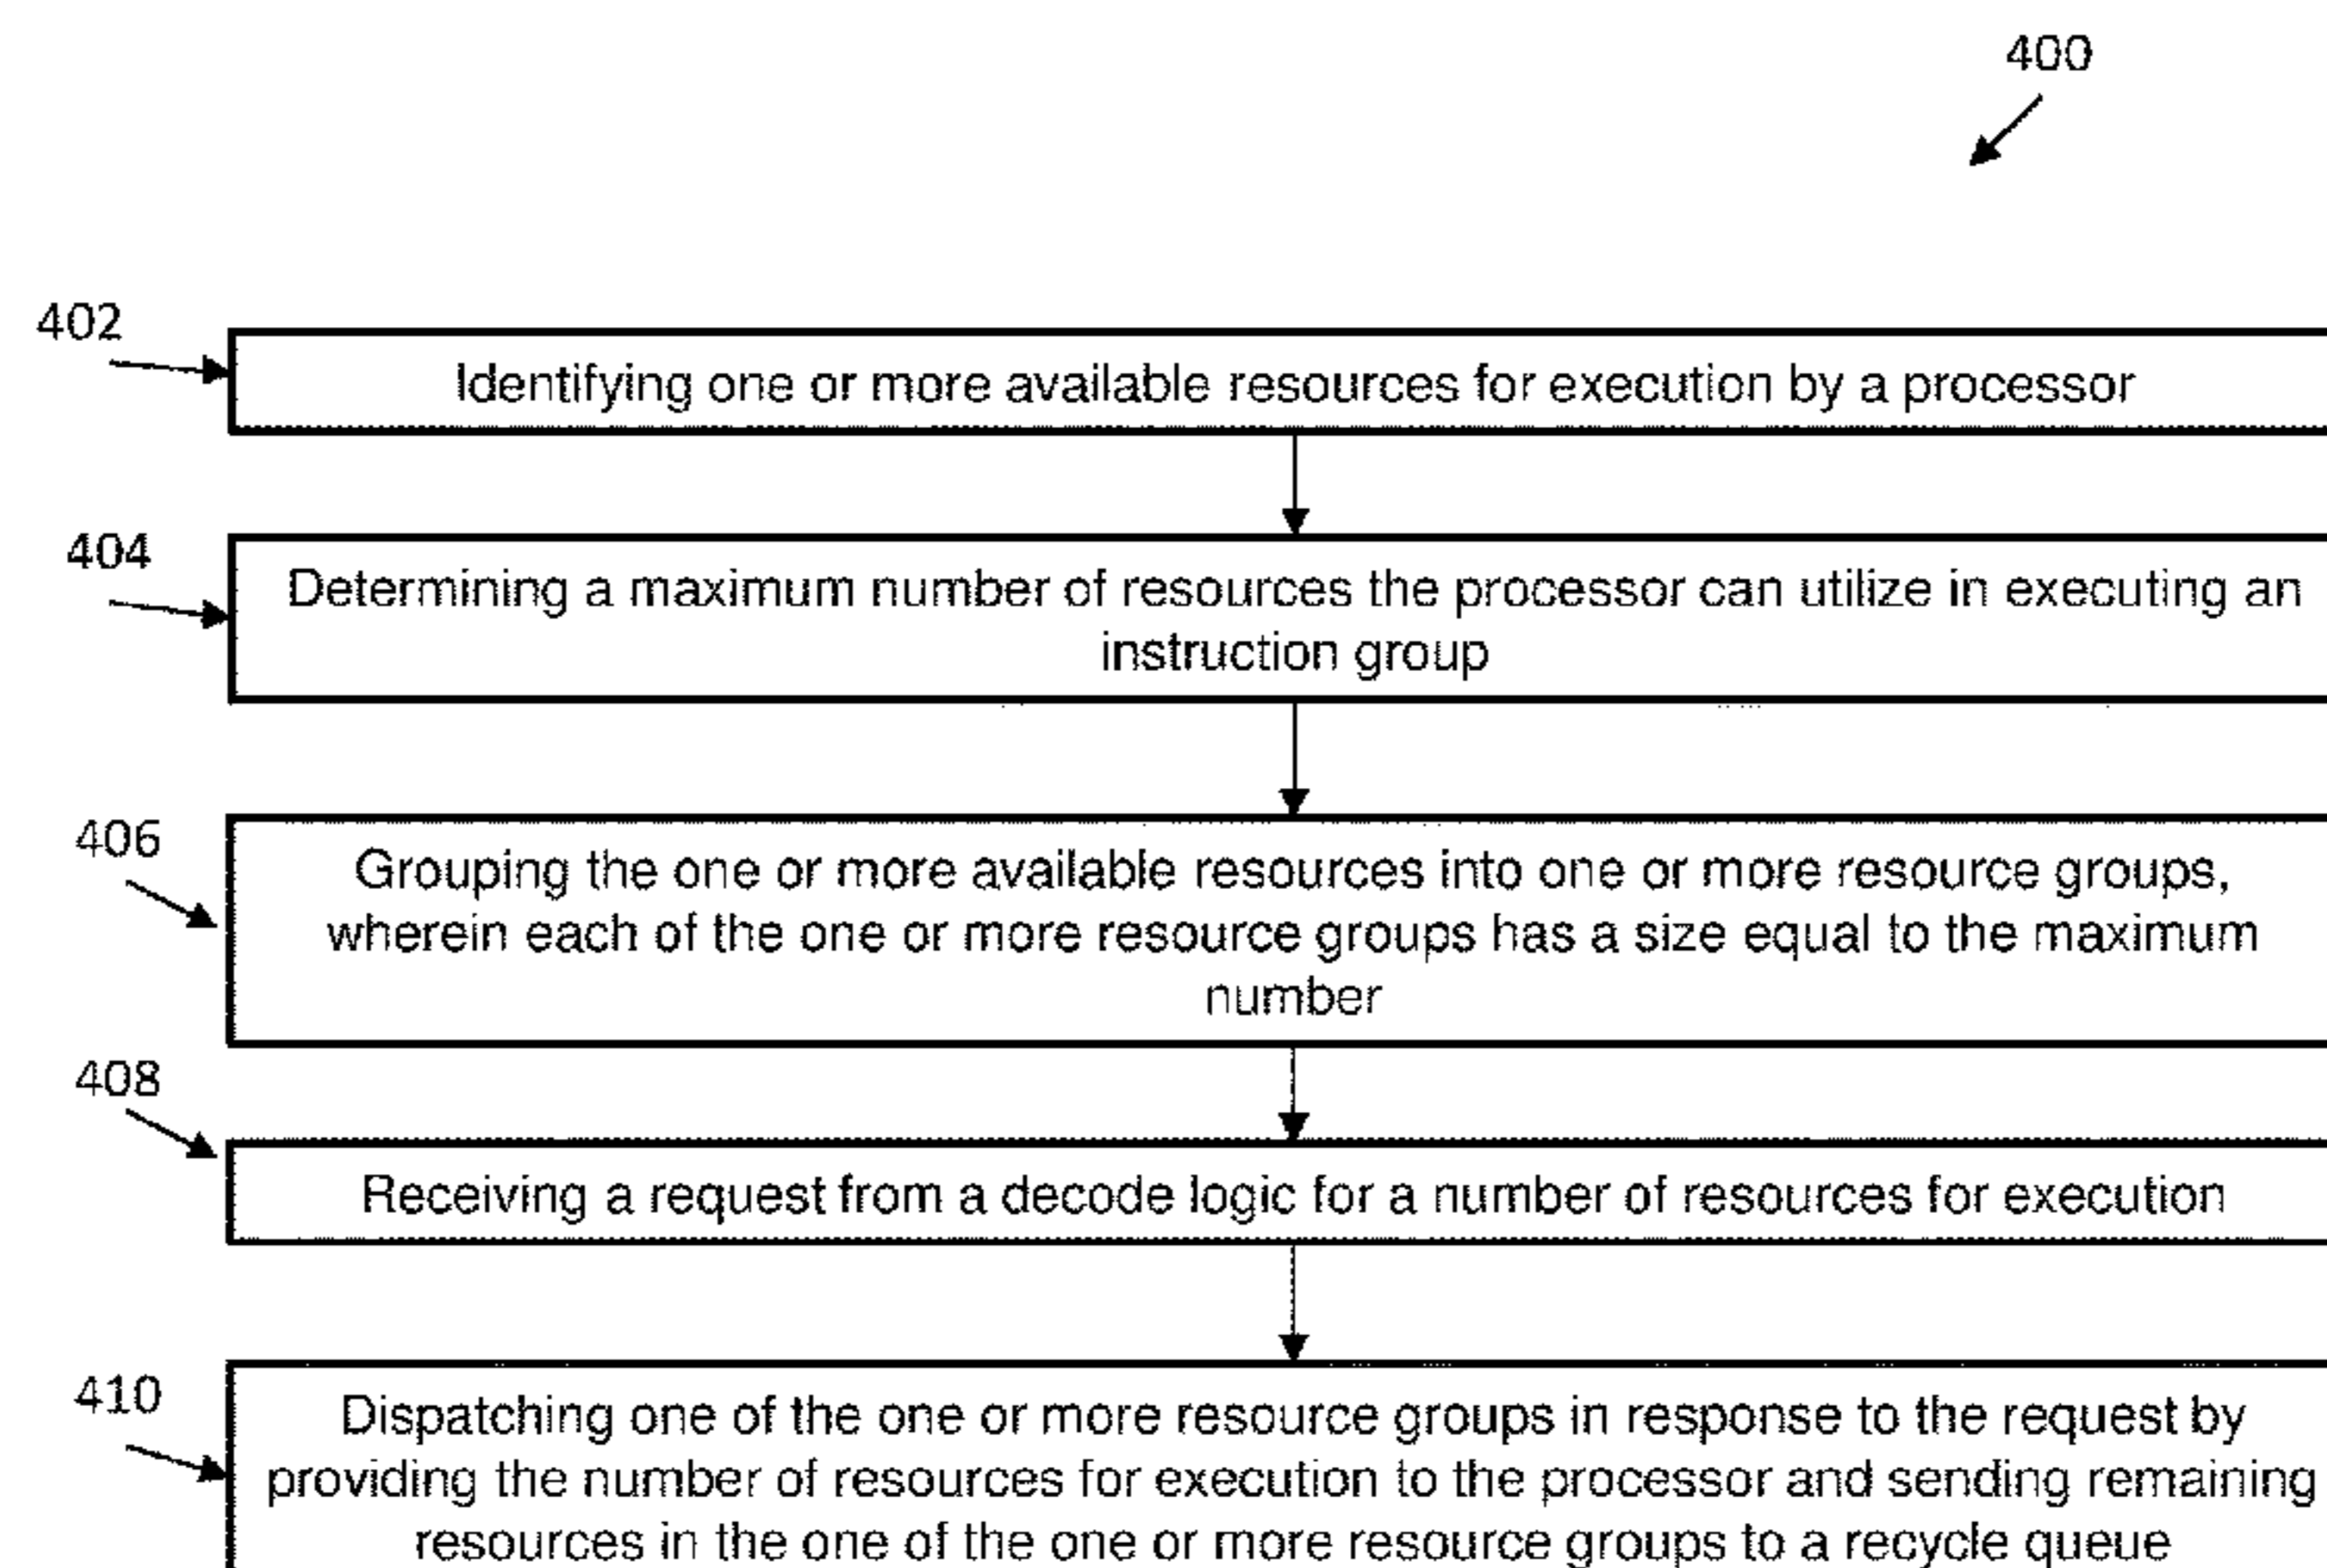 400
402
Identifying one or more available resources for execution by a processor
404
Determining a maximum number of resources the processor can utilize in executing an
instruction group
406
Grouping the one or more available resources into one or more resource groups,
wherein each of the one or more resource groups has a size equal to the maximum
number
408
Receiving a request from a decode logic for a number of resources for execution
410
Dispatching one of the one or more resource groups in response to the request by
providing the number of resources for execution to the processor and sending remaining
resources in the one of the one or more resource groups to a recycle queue